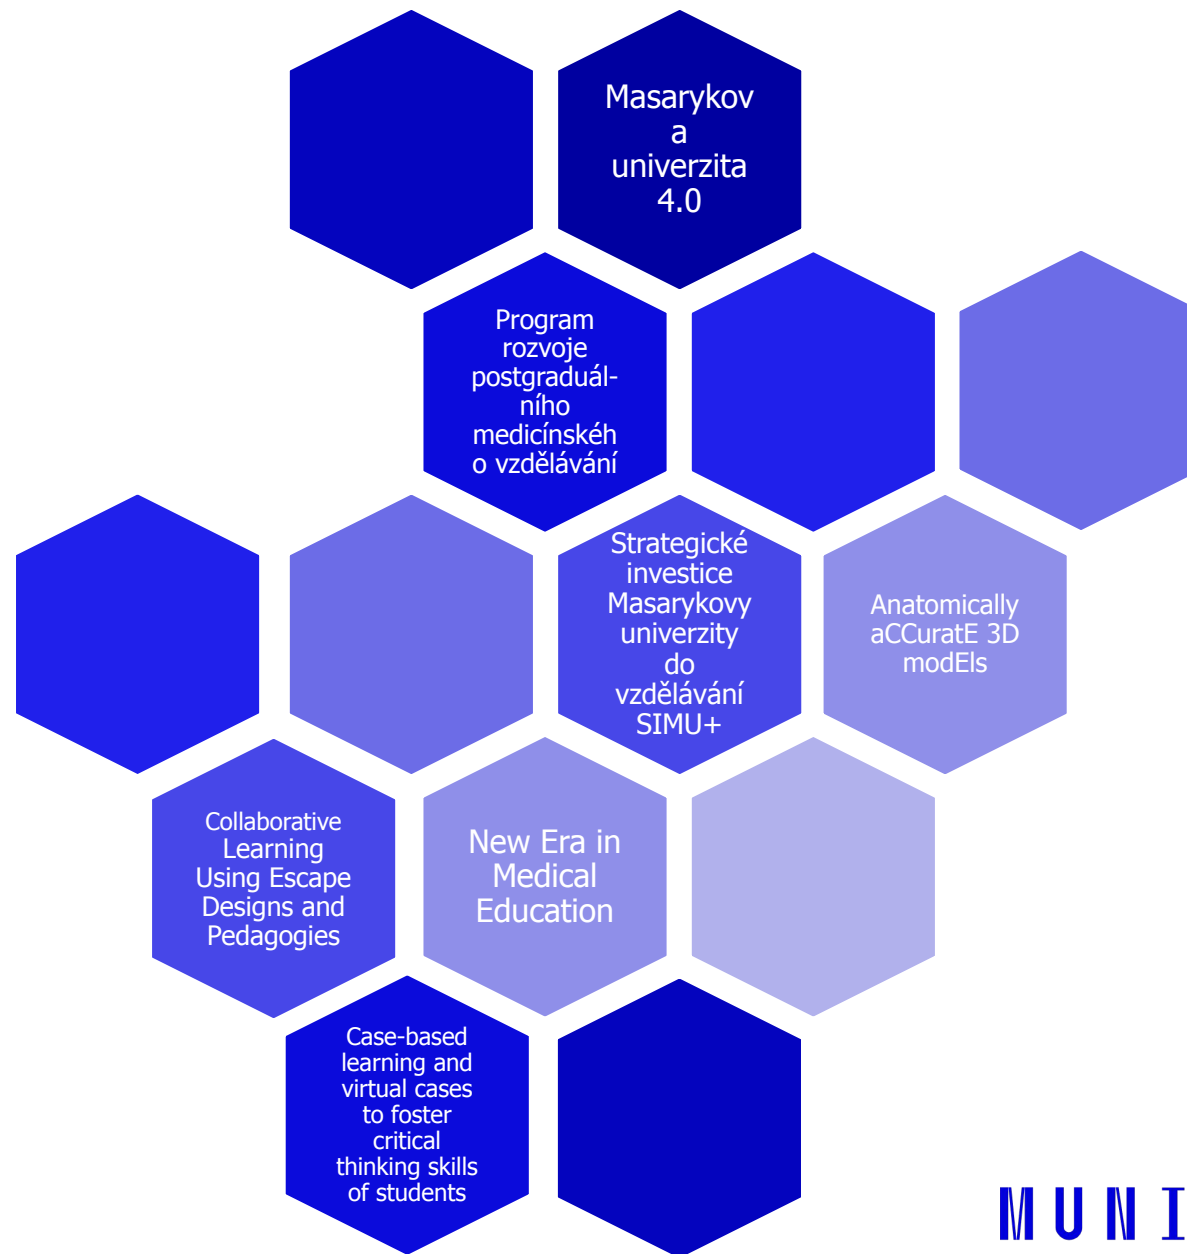 Masarykov
a
univerzita
4.0
Program
rozvoje
postgraduál-
ního
medicínskéh
o vzdělávání
Strategické
investice
Masarykovy
univerzity
do
vzdělávání
SIMU+
Anatomically
aCCuratE 3D
modEls
Collaborative
Learning
Using Escape
Designs and
Pedagogies
New Era in
Medical
Education
Case-based
learning and
virtual cases
to foster
critical
thinking skills
of students
MUNI